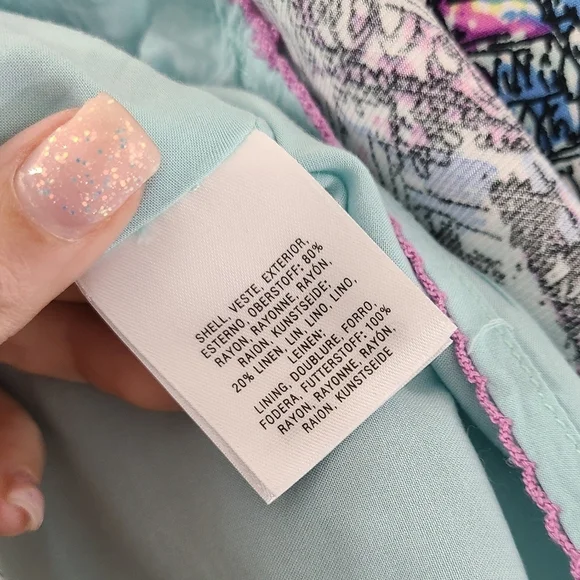 SHELL, VESTE, EXTERIOR,
ESTERNO, OBERSTOFF: 80%
RAYON, RAYONNE, RAYÓN,
RAION, KUNSTSEIDE;
20% LINEN, LIN, LINO, LINO,
LEINEN;
LINING, DOUBLURE, FORRO,
FODERA, FUTTERSTOFF: 100%
RAYON, RAYONNE, RAYÓN,
RAION, KUNSTSEIDE